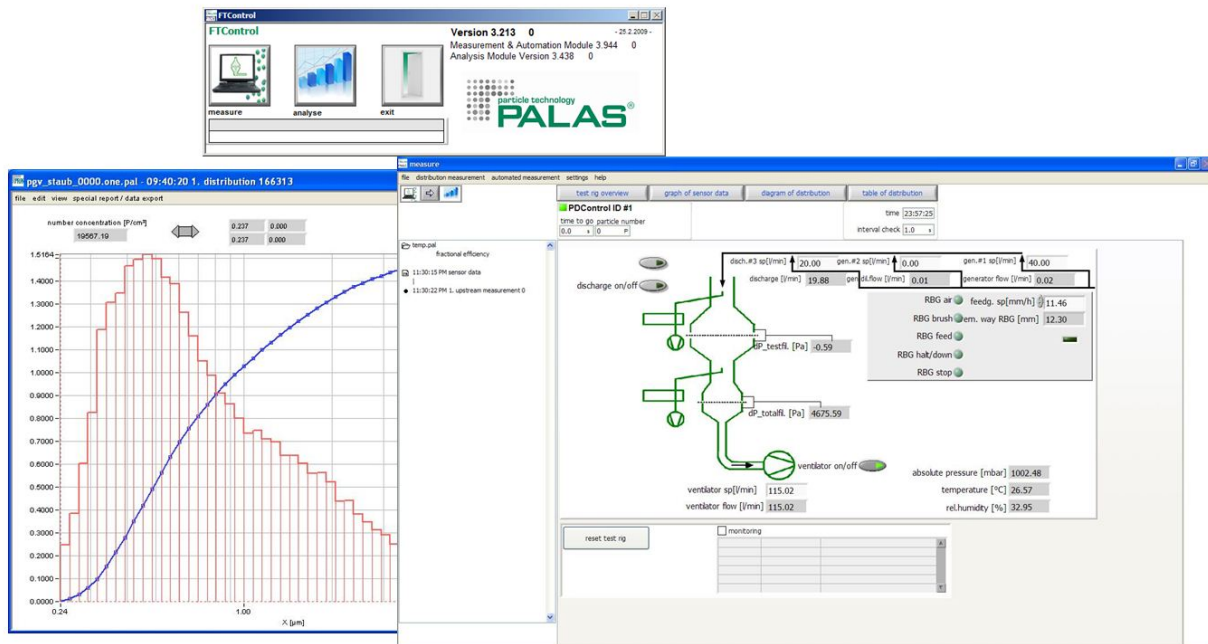 FTControl
FTControl
Version 3.213 0 - 25.2.2009 -
Measurement & Automation Module 3.944 0
Analysis Module Version 3.438 0
measure analyse exit
particle technology
PALAS®
pgv_staub_0000.one.pal - 09:40:20 1. distribution 166313
file edit view special report / data export
number concentration [P/cm³]
19567.19
0.237 0.000
0.237 0.000
1.5164
1.4000
1.3000
1.2000
1.1000
1.0000
0.9000
0.8000
0.7000
0.6000
0.5000
0.4000
0.3000
0.2000
0.1000
0.0000
0.24 1.00
X [µm]
measure
file distribution measurement automated measurement settings help
test rig overview graph of sensor data diagram of distribution table of distribution
PDControl ID #1
time to go particle number
0.0 s 0 P
time 23:57:25
interval check 1.0 s
temp.pal
fractional efficiency
11:30:15 PM sensor data
11:30:22 PM 1. upstream measurement 0
disch.#3 sp[l/min] 20.00 gen.#2 sp[l/min] 0.00 gen.#1 sp[l/min] 40.00
discharge on/off
discharge [l/min] 19.88 gendil.flow [l/min] 0.01 generator flow [l/min] 0.02
RBG air feedg. sp[mm/h] 11.46
RBG brush em. way RBG [mm] 12.30
RBG feed
RBG halt/down
RBG stop
dP_testfil. [Pa] -0.59
dP_totalfil. [Pa] 4675.59
ventilator on/off
ventilator sp[l/min] 115.02
ventilator flow [l/min] 115.02
absolute pressure [mbar] 1002.48
temperature [°C] 26.57
rel.humidity [%] 32.95
reset test rig
monitoring